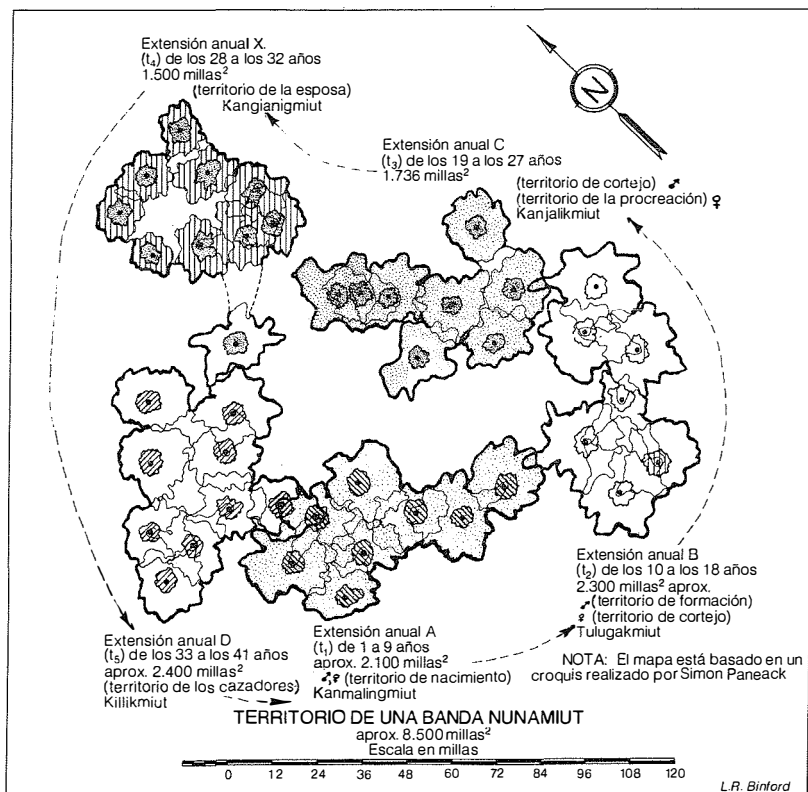 Extensión anual X.
(t₄) de los 28 a los 32 años
1.500 millas²
(territorio de la esposa)
Kangianigmiut
N
Extensión anual C
(t₃) de los 19 a los 27 años
1.736 millas²
(territorio de cortejo) ♂
(territorio de la procreación) ♀
Kanjalikmiut
Extensión anual B
(t₂) de los 10 a los 18 años
2.300 millas² aprox.
♂ (territorio de formación)
♀ (territorio de cortejo)
Tulugakmiut
Extensión anual D
(t₅) de los 33 a los 41 años
aprox. 2.400 millas²
(territorio de los cazadores)
Killikmiut
Extensión anual A
(t₁) de 1 a 9 años
aprox. 2.100 millas²
♂,♀ (territorio de nacimiento)
Kanmalingmiut
NOTA: El mapa está basado en un
croquis realizado por Simon Paneack
TERRITORIO DE UNA BANDA NUNAMIUT
aprox. 8.500 millas²
Escala en millas
0 12 24 36 48 60 72 84 96 108 120
L.R. Binford